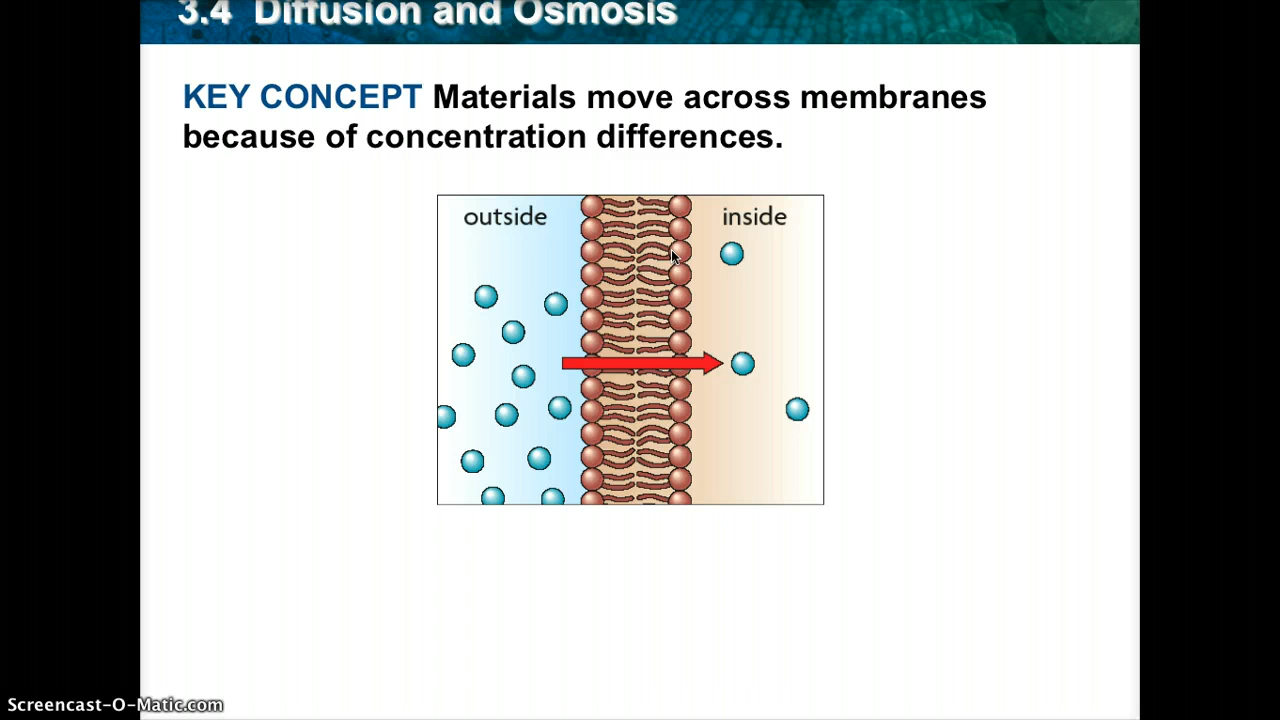 3.4 Diffusion and Osmosis
KEY CONCEPT Materials move across membranes
because of concentration differences.
outside
inside
Screencast-O-Matic.com